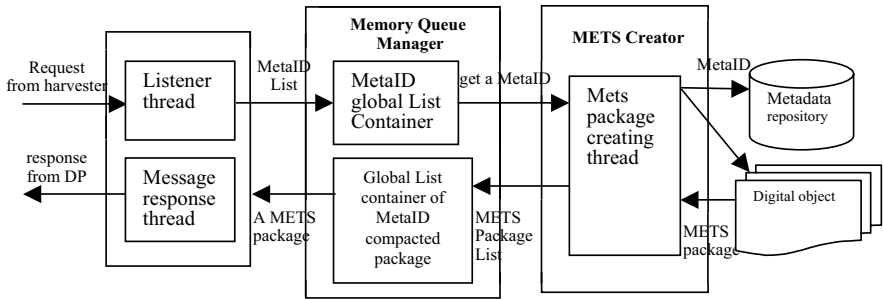 Memory Queue
Manager
METS Creator
Request
from harvester
Listener
thread
MetaID
List
MetaID
global List
Container
get a MetaID
Mets
package
creating
thread
MetaID
Metadata
repository
response
from DP
Message
response
thread
A METS
package
Global List
container of
MetaID
compacted
package
METS
Package
List
METS
package
Digital object